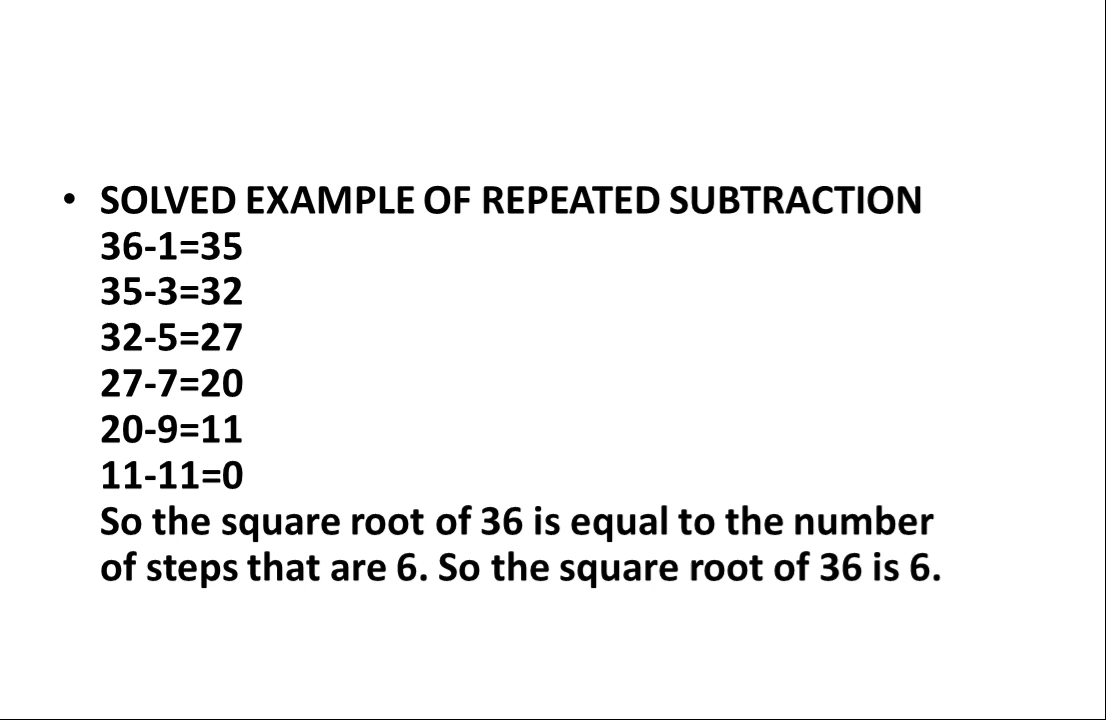 • SOLVED EXAMPLE OF REPEATED SUBTRACTION
36-1=35
35-3=32
32-5=27
27-7=20
20-9=11
11-11=0
So the square root of 36 is equal to the number
of steps that are 6. So the square root of 36 is 6.